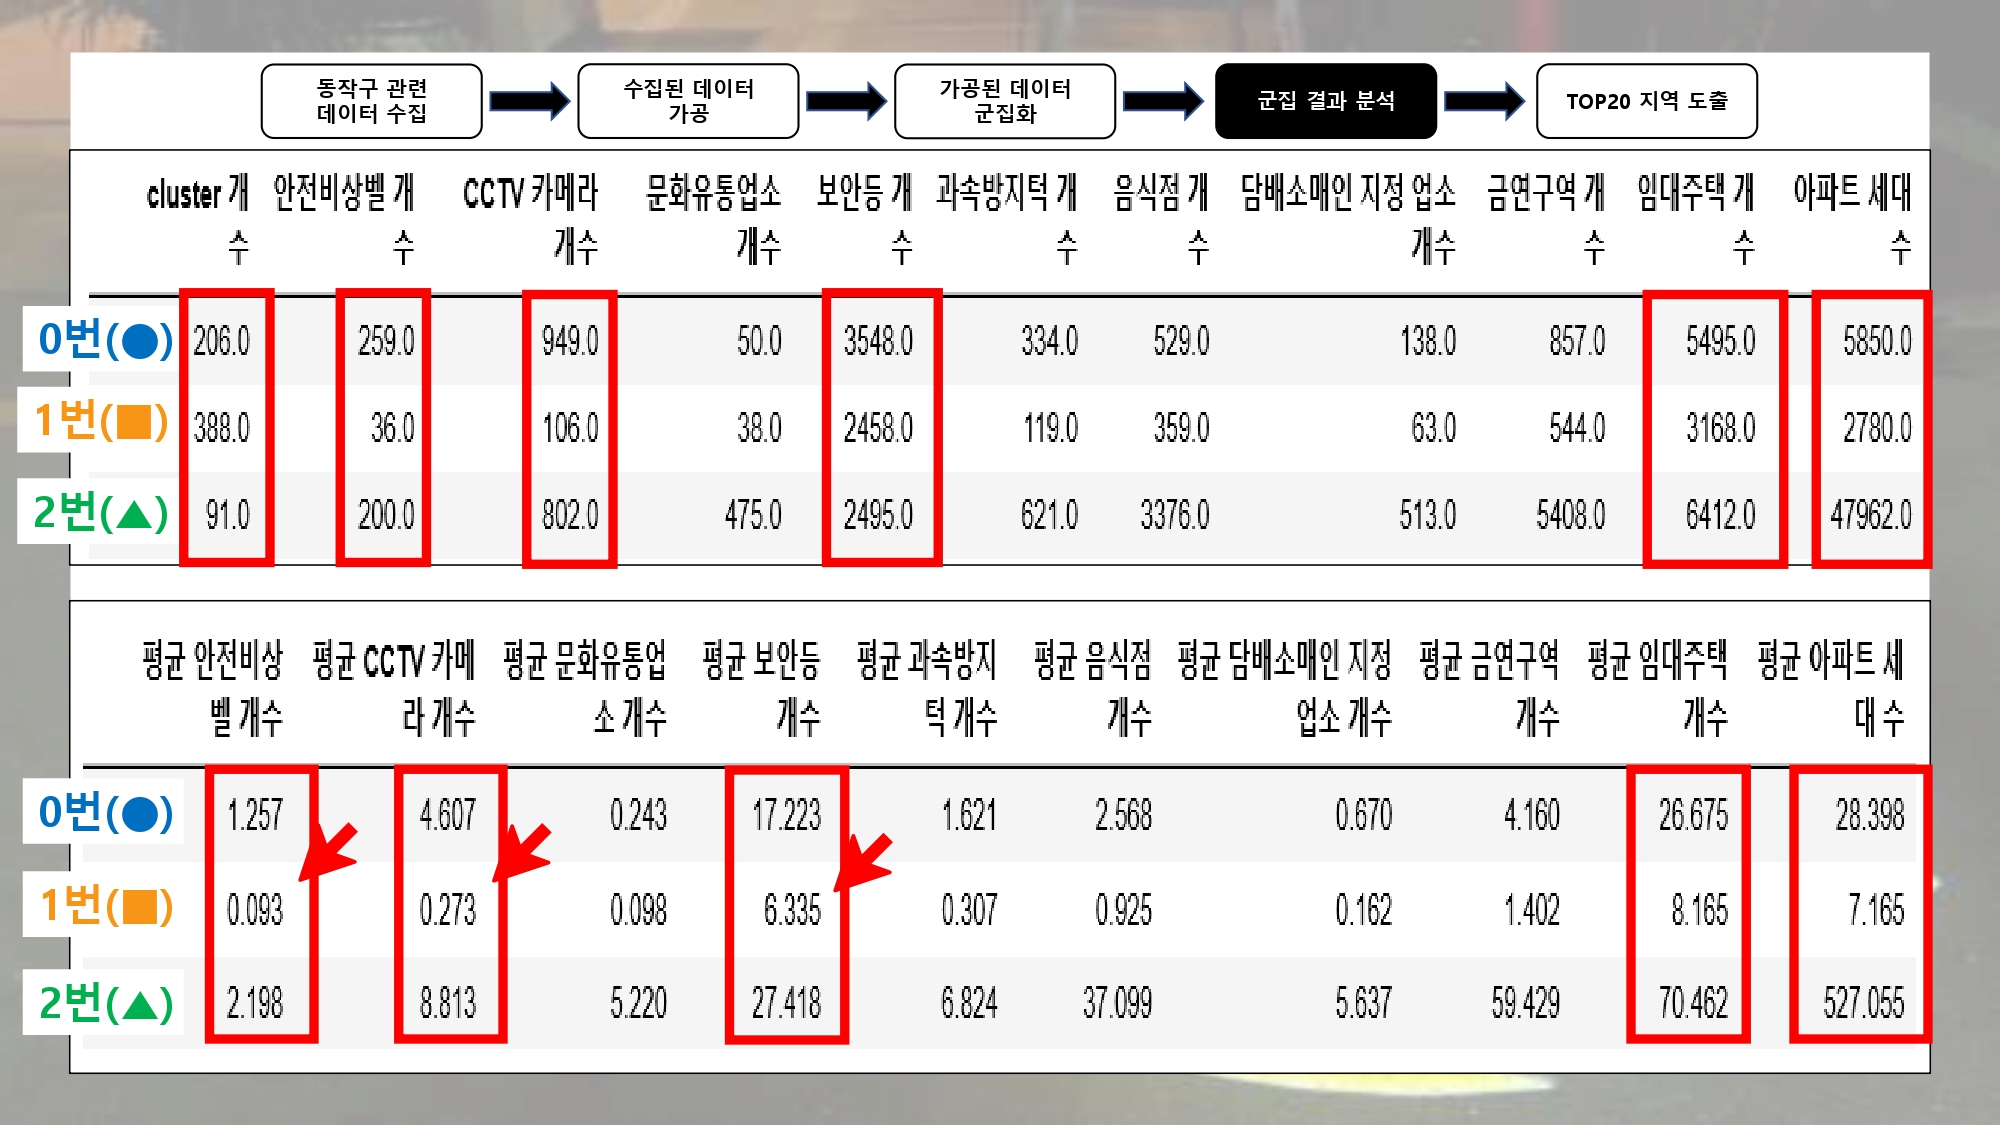 동작구 관련
데이터 수집
수집된 데이터
가공
가공된 데이터
군집화
군집 결과 분석
TOP20 지역 도출
cluster 개수 안전비상벨 개수 CCTV 카메라 개수 문화유통업소 개수 보안등 개수 과속방지턱 개수 음식점 개수 담배소매인 지정 업소 개수 금연구역 개수 임대주택 개수 아파트 세대수
0번(●) 206.0 259.0 949.0 50.0 3548.0 334.0 529.0 138.0 857.0 5495.0 5850.0
1번(■) 388.0 36.0 106.0 38.0 2458.0 119.0 359.0 63.0 544.0 3168.0 2780.0
2번(▲) 91.0 200.0 802.0 475.0 2495.0 621.0 3376.0 513.0 5408.0 6412.0 47962.0
평균 안전비상벨 개수 평균 CCTV 카메라 개수 평균 문화유통업소 개수 평균 보안등 개수 평균 과속방지턱 개수 평균 음식점 개수 평균 담배소매인 지정업소 개수 평균 금연구역 개수 평균 임대주택 개수 평균 아파트 세대 수
0번(●) 1.257 4.607 0.243 17.223 1.621 2.568 0.670 4.160 26.675 28.398
1번(■) 0.093 0.273 0.098 6.335 0.307 0.925 0.162 1.402 8.165 7.165
2번(▲) 2.198 8.813 5.220 27.418 6.824 37.099 5.637 59.429 70.462 527.055